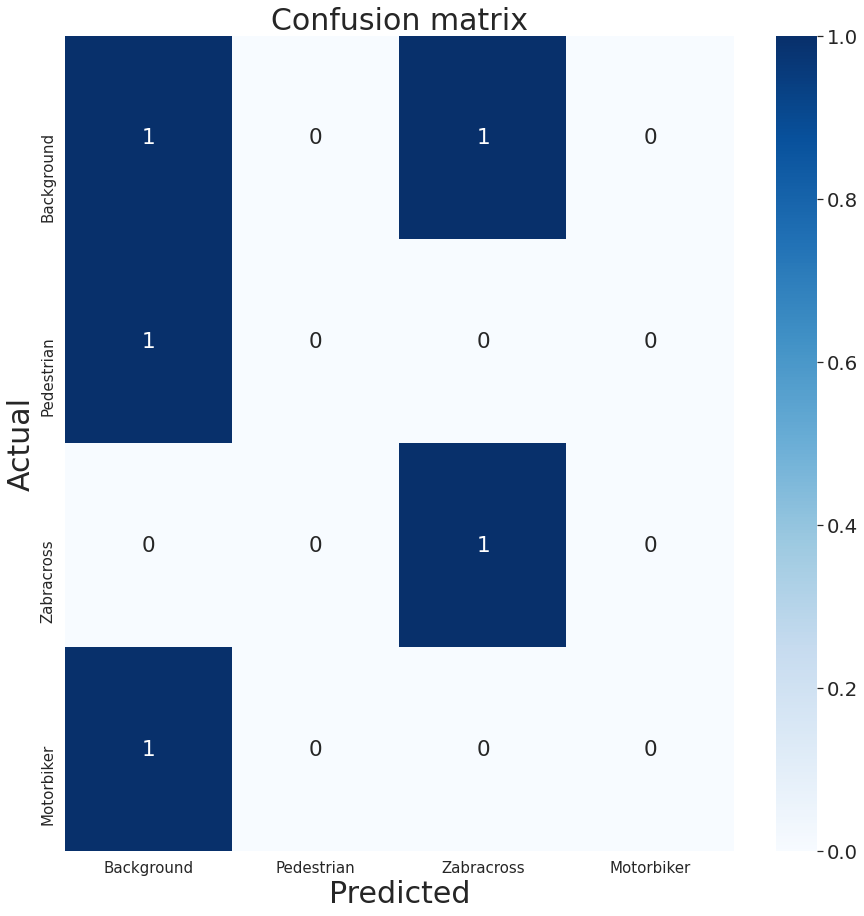 Confusion matrix
Actual
Background
Pedestrian
Zabracross
Motorbiker
1 0 1 0
1 0 0 0
0 0 1 0
1 0 0 0
Background Pedestrian Zabracross Motorbiker
Predicted
1.0
0.8
0.6
0.4
0.2
0.0